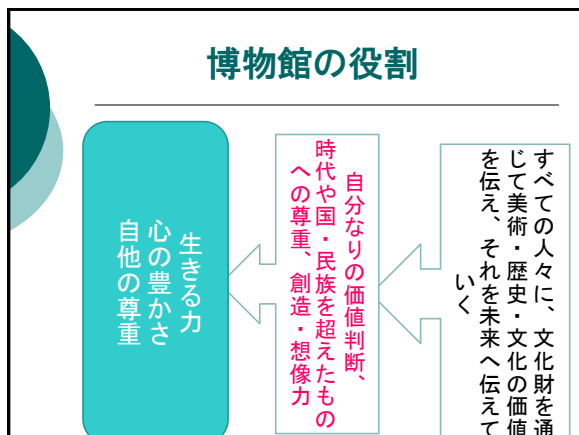 博物館の役割
すべての人々に、文化財を通
じて美術・歴史・文化の価値
を伝え、それを未来へ伝えて
いく
自分なりの価値判断、
時代や国・民族を超えたもの
への尊重、創造・想像力
生きる力
心の豊かさ
自他の尊重